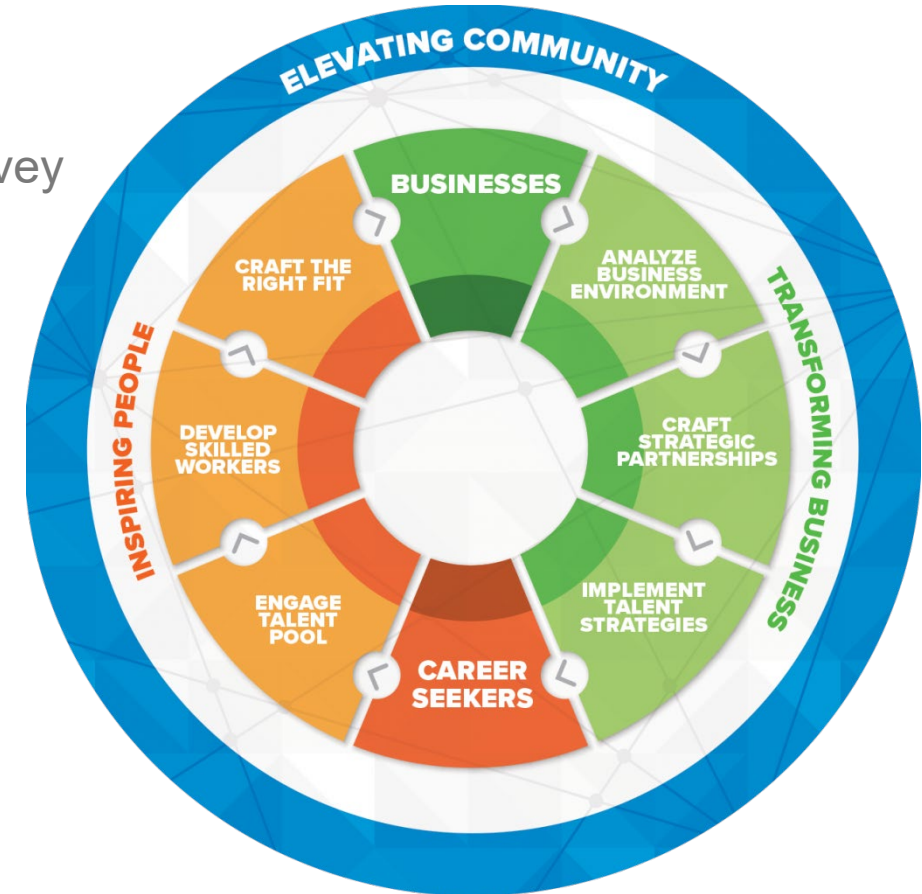 ELEVATING COMMUNITY
vey
BUSINESSES
ANALYZE
BUSINESS
ENVIRONMENT
CRAFT
STRATEGIC
PARTNERSHIPS
IMPLEMENT
TALENT
STRATEGIES
TRANSFORMING BUSINESS
CAREER
SEEKERS
ENGAGE
TALENT
POOL
DEVELOP
SKILLED
WORKERS
CRAFT THE
RIGHT FIT
INSPIRING PEOPLE